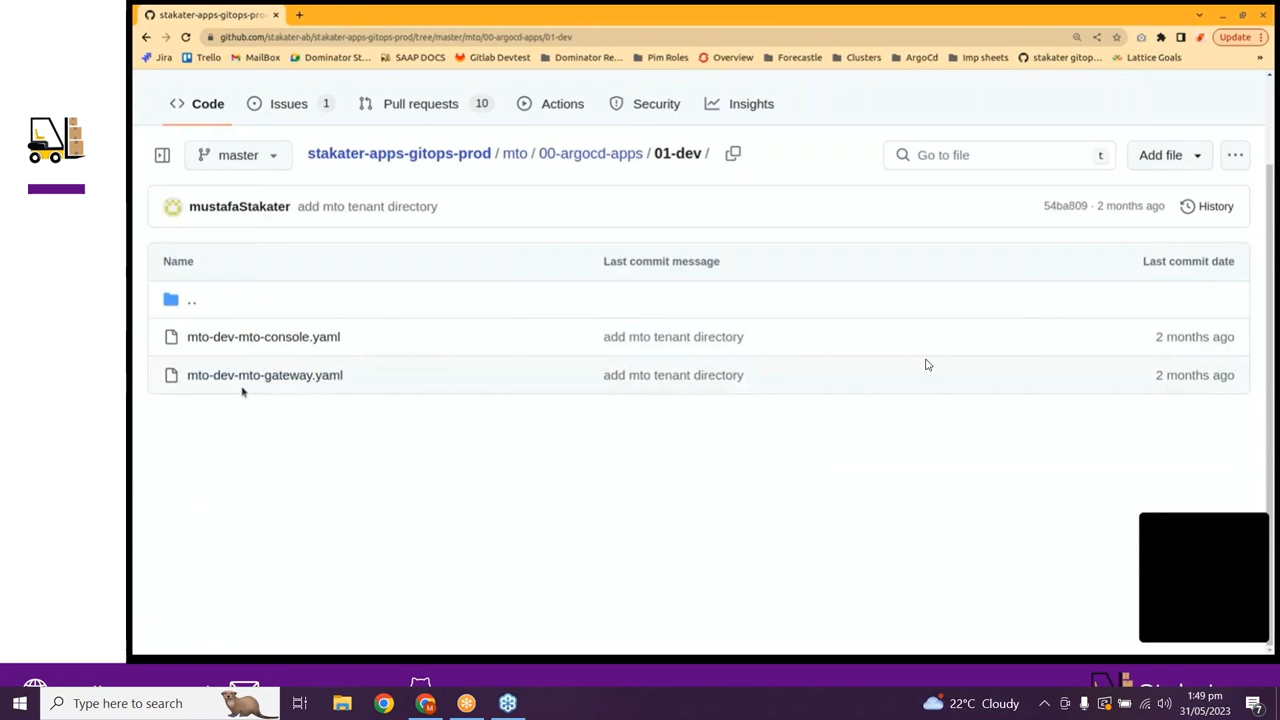 stakater-apps-gitops-pro
github.com/stakater-ab/stakater-apps-gitops-prod/tree/master/mto/00-argocd-apps/01-dev
Update
Jira Trello MailBox Dominator St... SAAP DOCS Gitlab Devtest Dominator Re... Pim Roles Overview Forecastle Clusters ArgoCd Imp sheets stakater gitop... Lattice Goals »
Code Issues 1 Pull requests 10 Actions Security Insights
master stakater-apps-gitops-prod / mto / 00-argocd-apps / 01-dev / Go to file t Add file
mustafaStakater add mto tenant directory 54ba809 · 2 months ago History
Name Last commit message Last commit date
..
mto-dev-mto-console.yaml add mto tenant directory 2 months ago
mto-dev-mto-gateway.yaml add mto tenant directory 2 months ago
Type here to search 22°C Cloudy 1:49 pm
31/05/2023 7